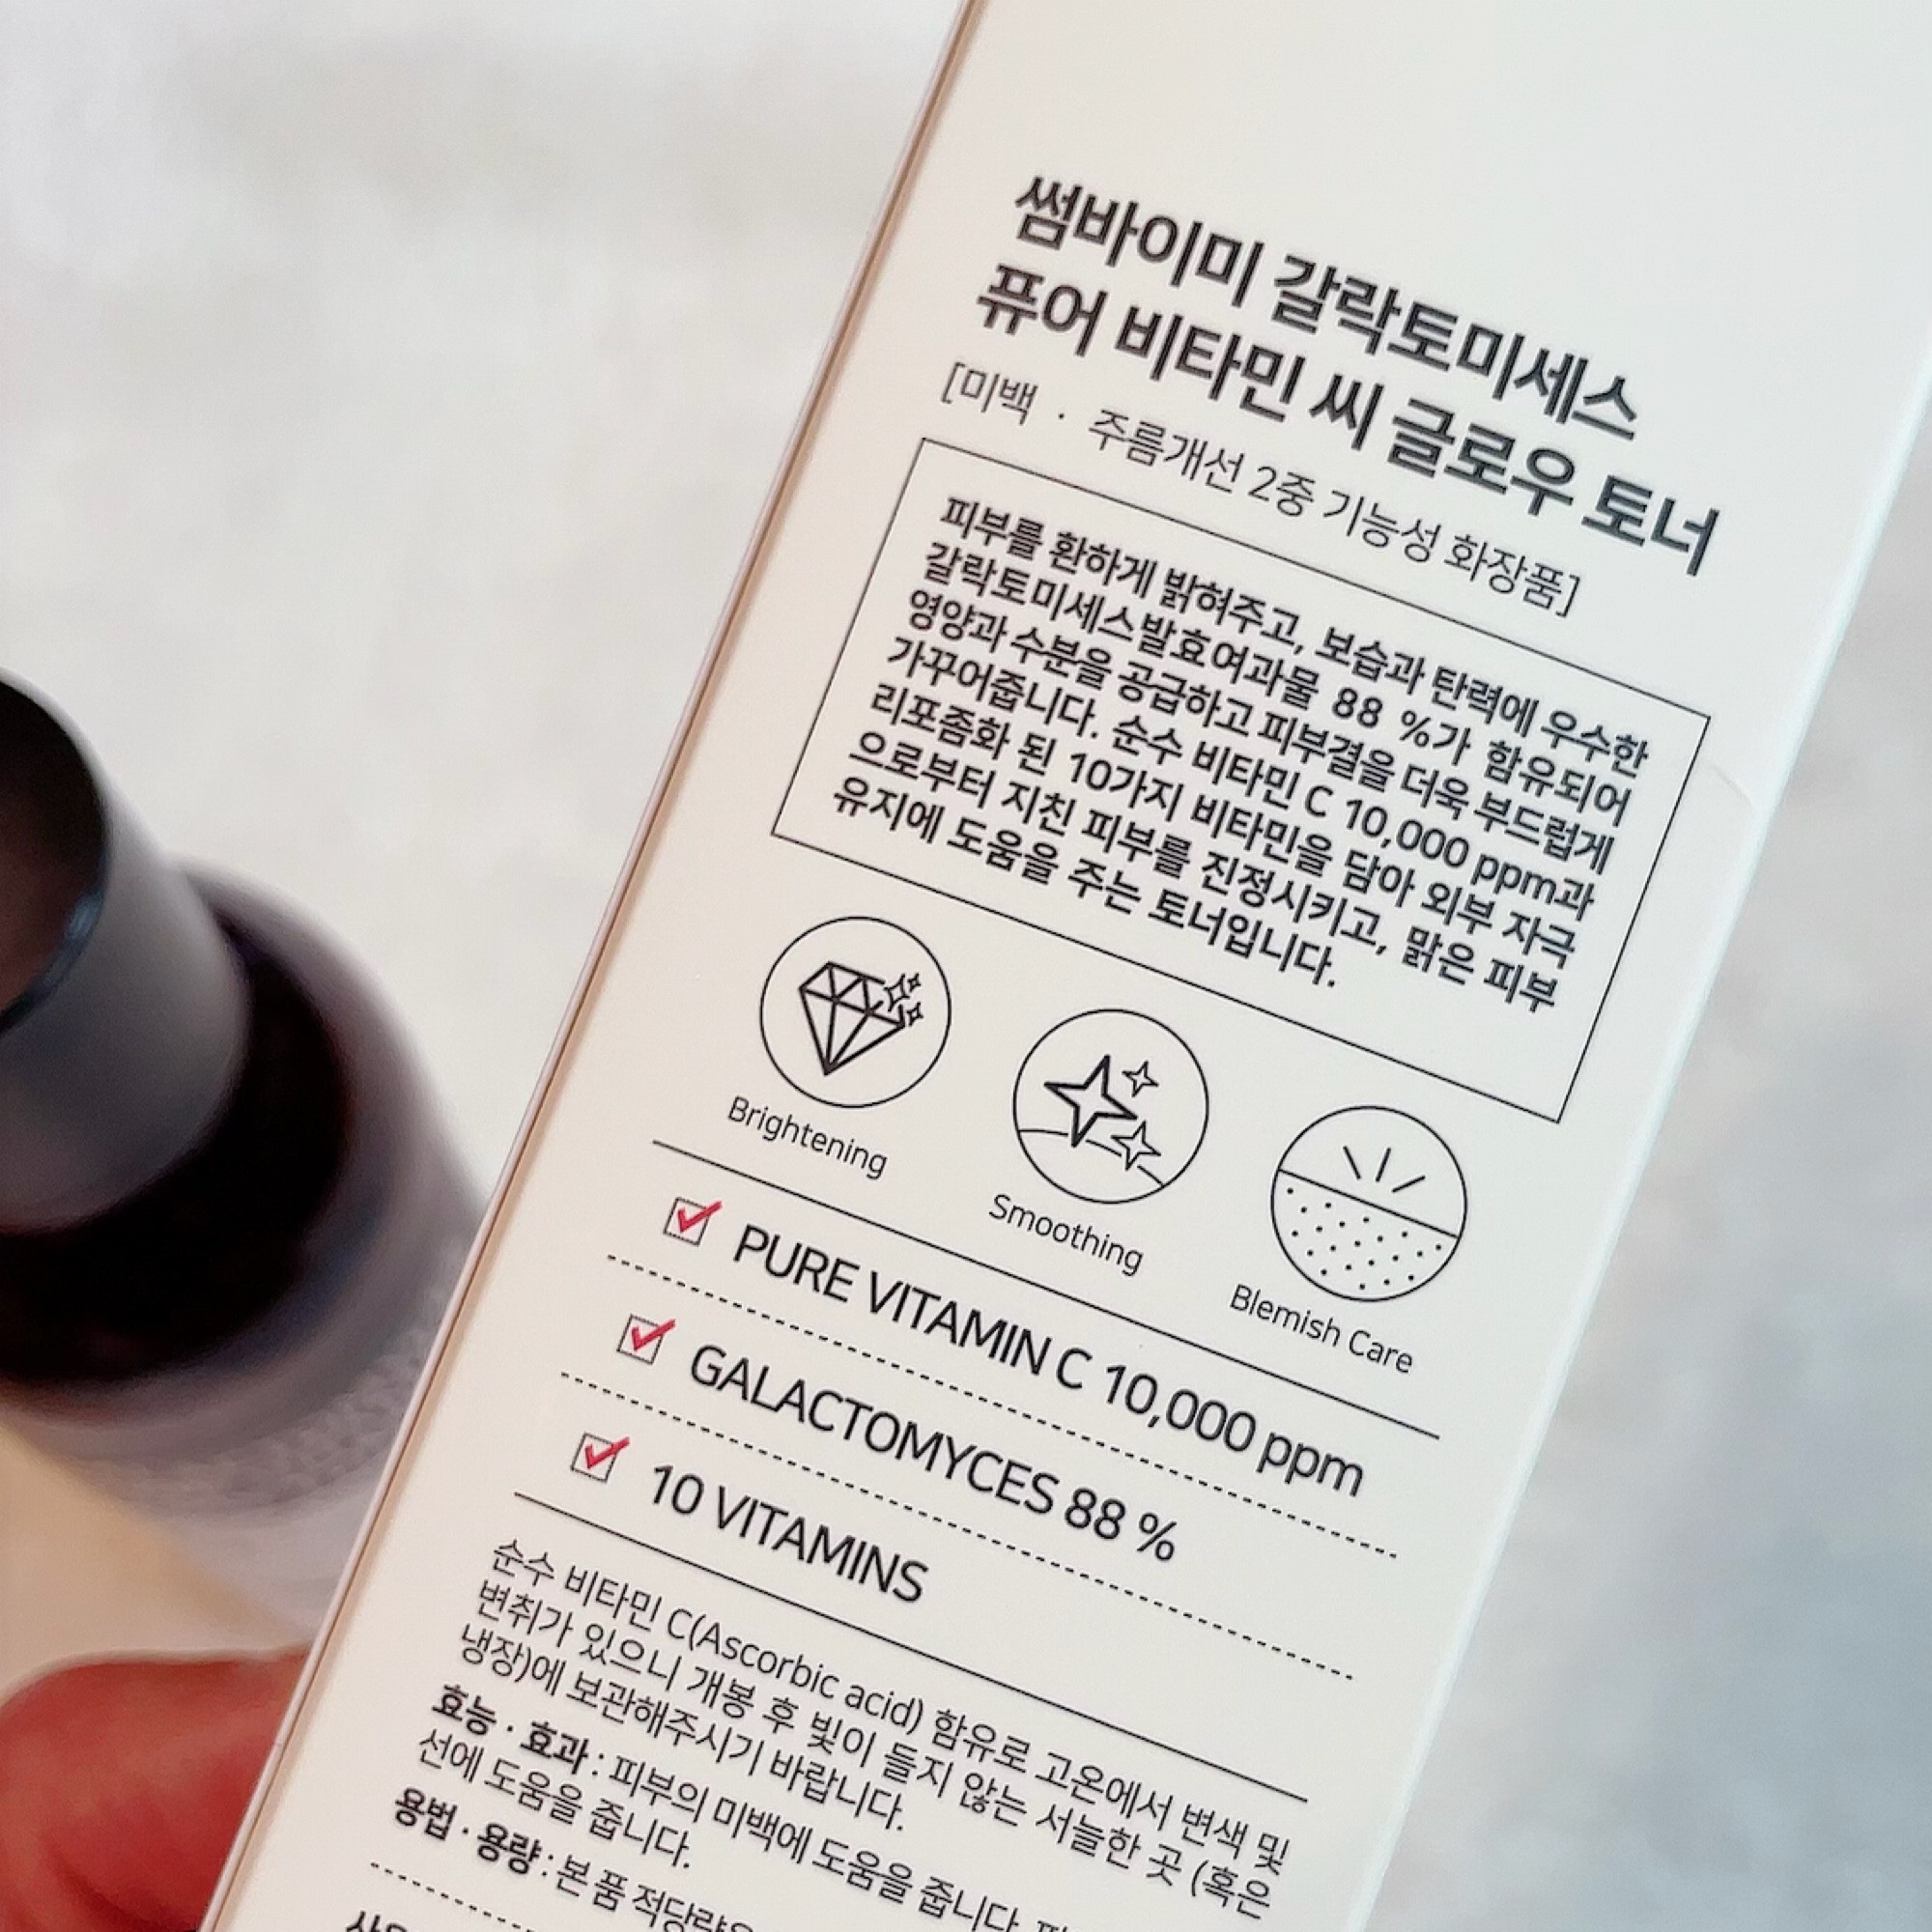 썸바이미 갈락토미세스
퓨어 비타민 씨 글로우 토너
[미백 · 주름개선 2중 기능성 화장품]
피부를 환하게 밝혀주고, 보습과 탄력에 우수한
갈락토미세스발효여과물 88 %가 함유되어
영양과 수분을 공급하고 피부결을 더욱 부드럽게
가꾸어줍니다. 순수 비타민 C 10,000 ppm과
리포좀화 된 10가지 비타민을 담아 외부 자극
으로부터 지친 피부를 진정시키고, 맑은 피부
유지에 도움을 주는 토너입니다.
Brightening
Smoothing
Blemish Care
PURE VITAMIN C 10,000 ppm
GALACTOMYCES 88 %
10 VITAMINS
순수 비타민 C(Ascorbic acid) 함유로 고온에서 변색 및
변취가 있으니 개봉 후 빛이 들지 않는 서늘한 곳 (혹은
냉장)에 보관해주시기 바랍니다.
효능 · 효과 : 피부의 미백에 도움을 줍니다.
선에 도움을 줍니다.
용법 · 용량 : 본 품 적당량을